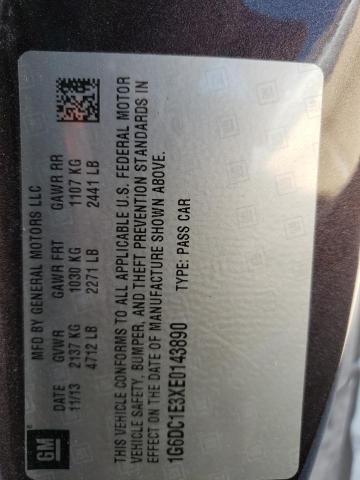 MFD BY GENERAL MOTORS LLC
DATE GVWR GAWR FRT GAWR RR
11/13 2137 KG 1030 KG 1107 KG
4712 LB 2271 LB 2441 LB
THIS VEHICLE CONFORMS TO ALL APPLICABLE U.S. FEDERAL MOTOR
VEHICLE SAFETY, BUMPER, AND THEFT PREVENTION STANDARDS IN
EFFECT ON THE DATE OF MANUFACTURE SHOWN ABOVE.
1G6DC1E3XE0143890 TYPE: PASS CAR
GM